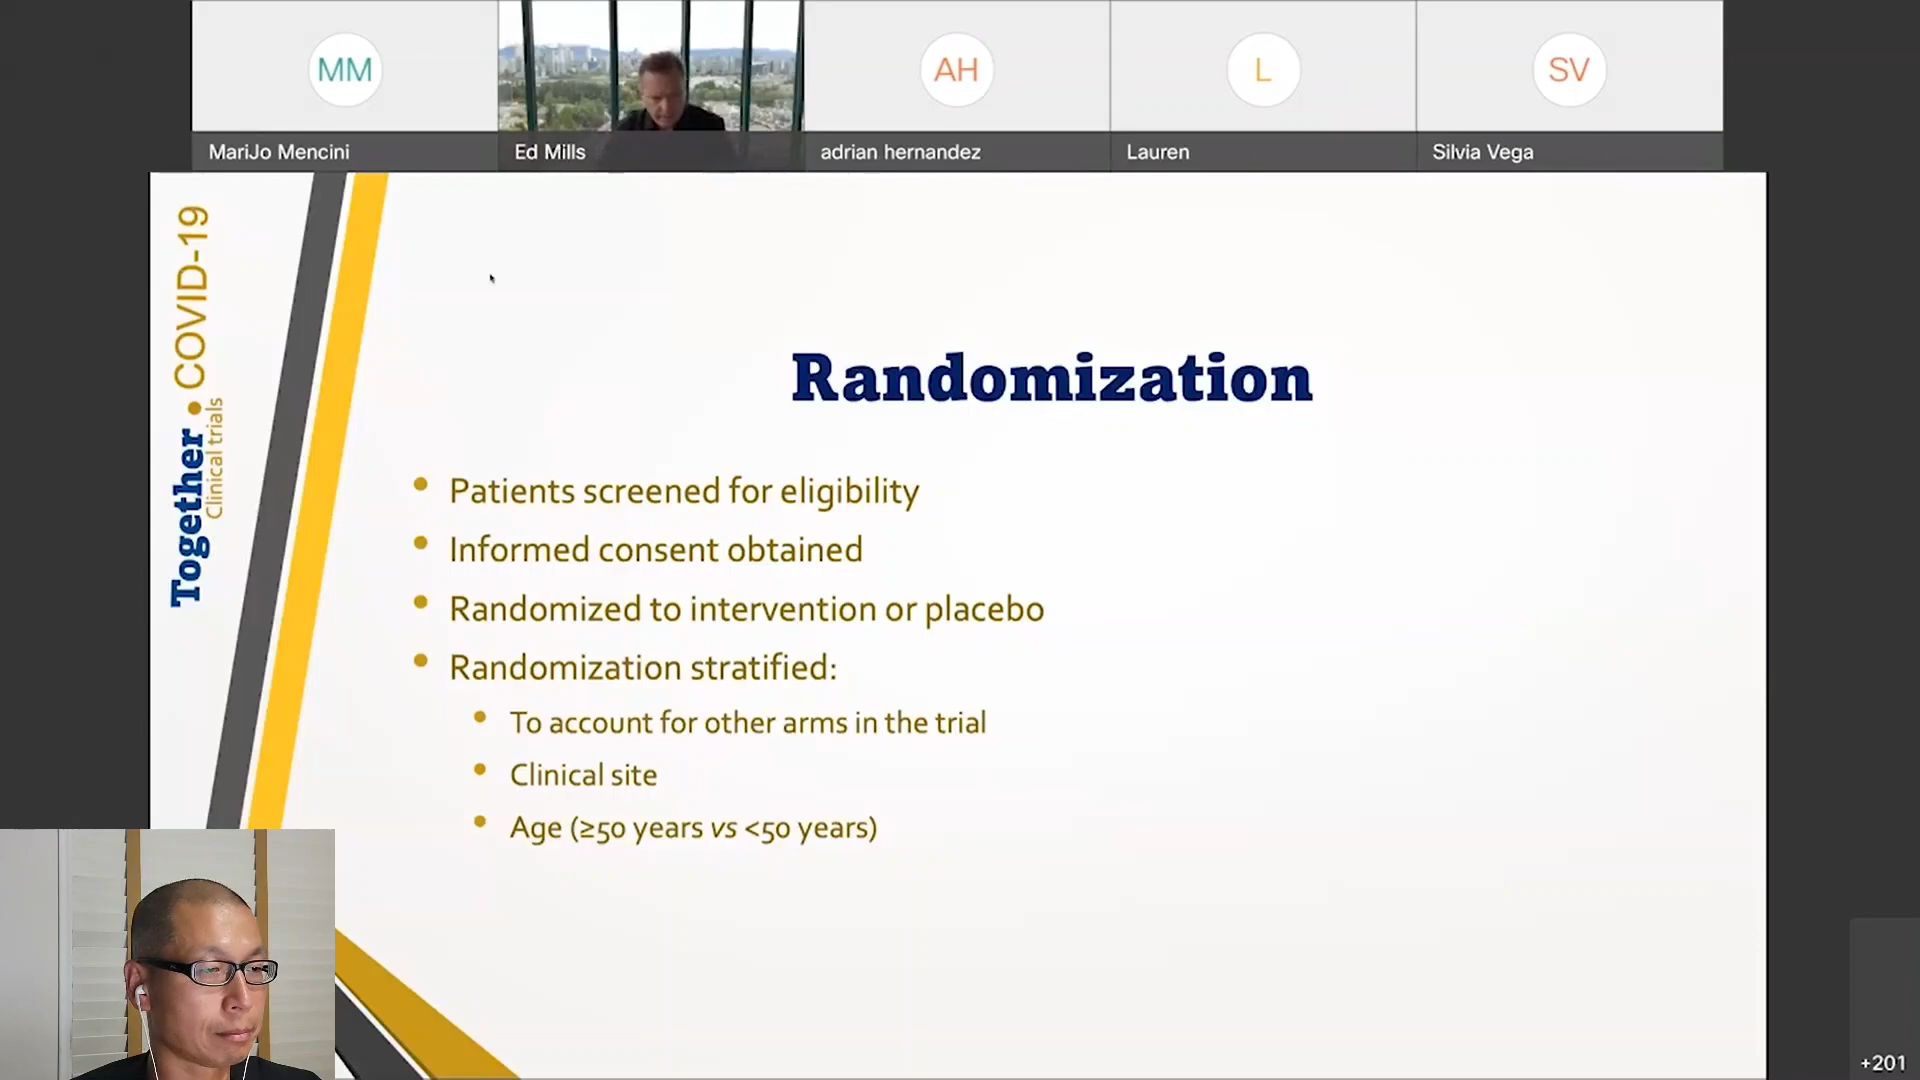 MM
AH
L
SV
MariJo Mencini
Ed Mills
adrian hernandez
Lauren
Silvia Vega
Together • COVID-19
Clinical trials
Randomization
• Patients screened for eligibility
• Informed consent obtained
• Randomized to intervention or placebo
• Randomization stratified:
• To account for other arms in the trial
• Clinical site
• Age (≥50 years vs <50 years)
+201